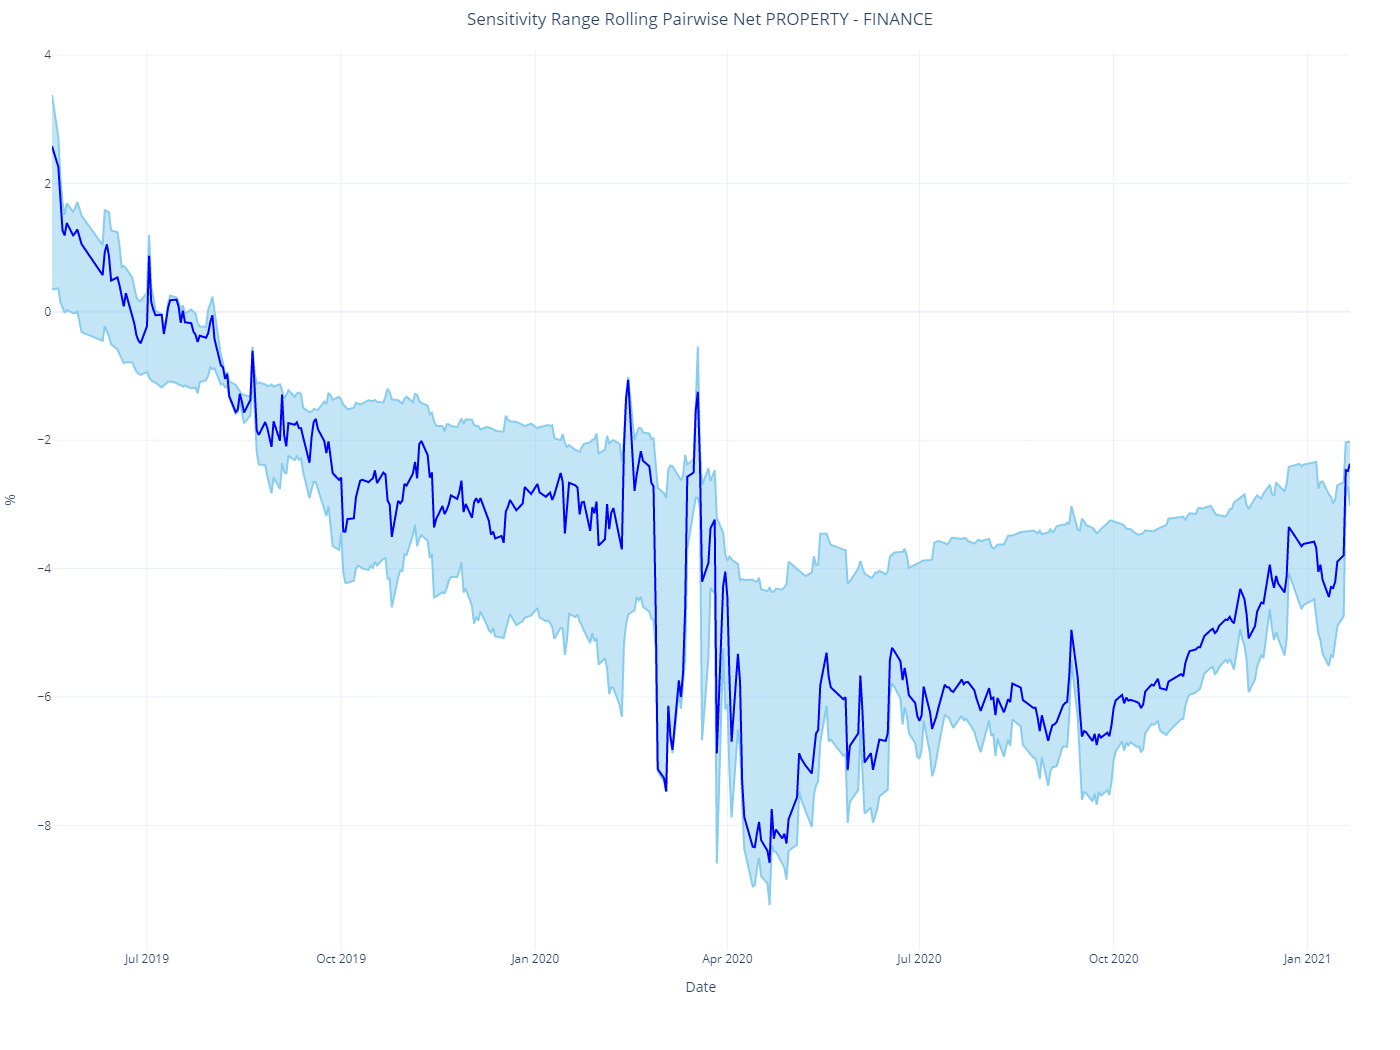 Sensitivity Range Rolling Pairwise Net PROPERTY - FINANCE
4
2
0
−2
−4
−6
−8
%
Jul 2019
Oct 2019
Jan 2020
Apr 2020
Jul 2020
Oct 2020
Jan 2021
Date